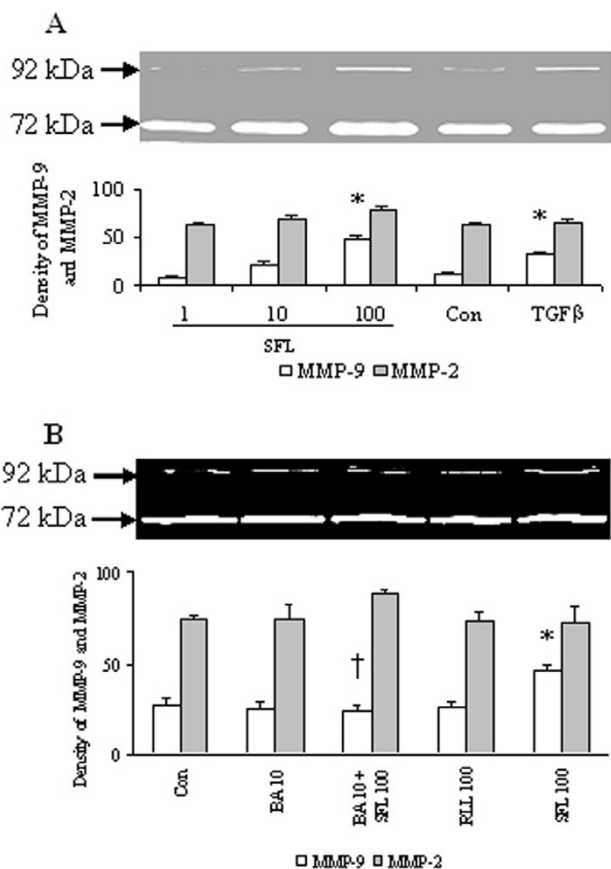 A
92 kDa
72 kDa
Density of MMP-9
and MMP-2
100
50
0
*
*
1 10 100 Con TGFβ
SFL
MMP-9 MMP-2
B
92 kDa
72 kDa
Density of MMP-9 and MMP-2
100
50
0
†
*
Con
BA 10
BA 10 +
SFL 100
RLL 100
SFL 100
MMP-9 MMP-2